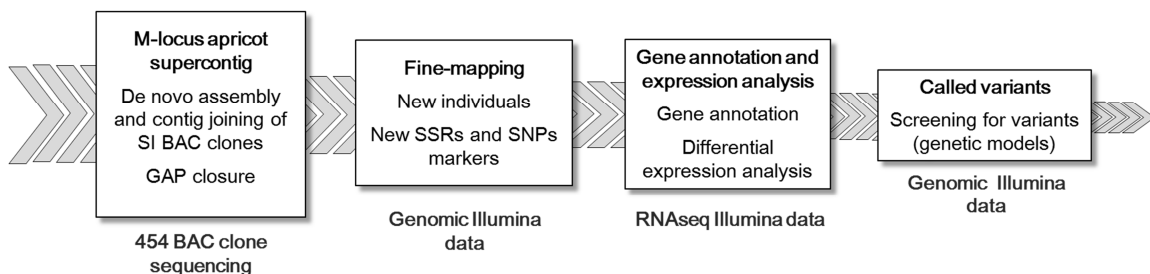 M-locus apricot
supercontig
De novo assembly
and contig joining of
SI BAC clones
GAP closure
454 BAC clone
sequencing
Fine-mapping
New individuals
New SSRs and SNPs
markers
Genomic Illumina
data
Gene annotation and
expression analysis
Gene annotation
Differential
expression analysis
RNAseq Illumina data
Called variants
Screening for variants
(genetic models)
Genomic Illumina
data